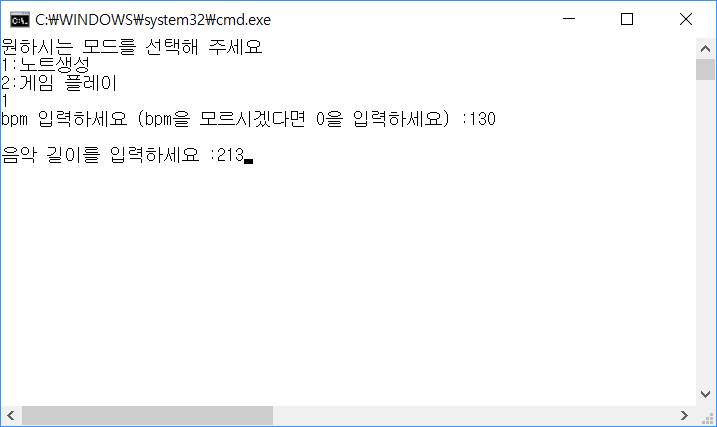 C:\WINDOWS\system32\cmd.exe
원하시는 모드를 선택해 주세요
1:노트생성
2:게임 플레이
1
bpm 입력하세요 (bpm을 모르시겠다면 0을 입력하세요) :130
음악 길이를 입력하세요 :213